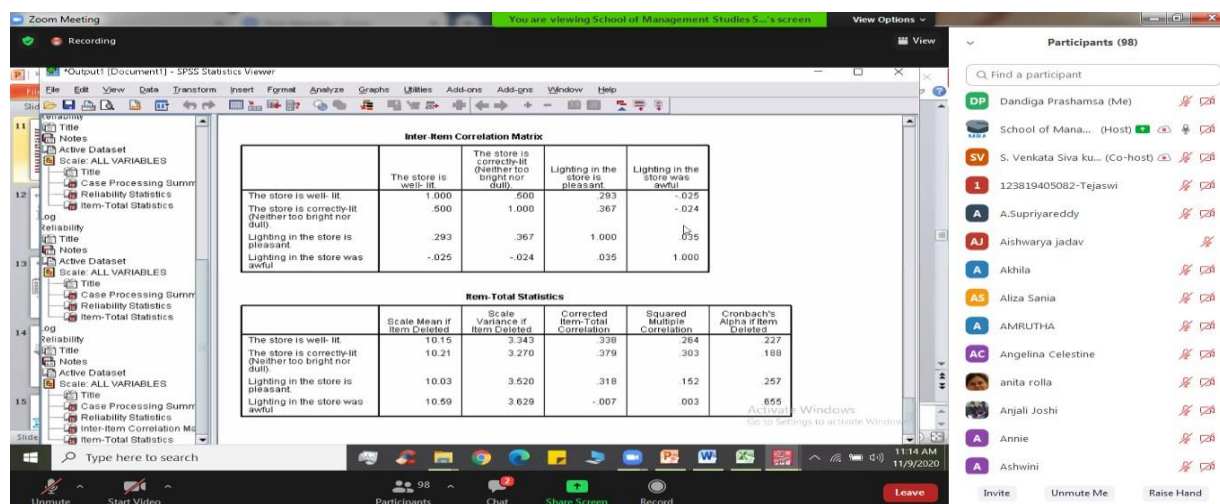 Zoom Meeting
You are viewing School of Management Studies S...'s screen
View Options
Recording
View
*Output1 [Document1] - SPSS Statistics Viewer
File Edit View Data Transform Insert Format Analyze Graphs Utilities Add-ons Add-ons Window Help
Reliability
Title
Notes
Active Dataset
Scale: ALL VARIABLES
Title
Case Processing Summ
Reliability Statistics
Item-Total Statistics
Log
Reliability
Title
Notes
Active Dataset
Scale: ALL VARIABLES
Title
Case Processing Summ
Reliability Statistics
Item-Total Statistics
Log
Reliability
Title
Notes
Active Dataset
Scale: ALL VARIABLES
Title
Case Processing Summ
Reliability Statistics
Inter-Item Correlation Ma
Item-Total Statistics
11
12
13
14
15
Slide
Inter-Item Correlation Matrix
The store is well- lit. | The store is correctly-lit (Neither too bright nor dull). | Lighting in the store is pleasant. | Lighting in the store was awful
The store is well- lit. 1.000 .500 .293 -.025
The store is correctly-lit (Neither too bright nor dull). .500 1.000 .367 -.024
Lighting in the store is pleasant. .293 .367 1.000 .035
Lighting in the store was awful -.025 -.024 .035 1.000
Item-Total Statistics
Scale Mean if Item Deleted | Scale Variance if Item Deleted | Corrected Item-Total Correlation | Squared Multiple Correlation | Cronbach's Alpha if Item Deleted
The store is well- lit. 10.15 3.343 .338 .264 .227
The store is correctly-lit (Neither too bright nor dull). 10.21 3.270 .379 .303 .188
Lighting in the store is pleasant. 10.03 3.520 .318 .152 .257
Lighting in the store was awful 10.59 3.629 -.007 .003 .655
Activate Windows
Go to Settings to activate Windows
Type here to search
11:14 AM
11/9/2020
Unmute
Start Video
98
Participants
2
Chat
Share Screen
Record
Leave
Participants (98)
Find a participant
DP Dandiga Prashamsa (Me)
School of Mana... (Host)
SV S. Venkata Siva ku... (Co-host)
1 123819405082-Tejaswi
A A.Supriyareddy
AJ Aishwarya jadav
A Akhila
AS Aliza Sania
A AMRUTHA
AC Angelina Celestine
anita rolla
Anjali Joshi
A Annie
A Ashwini
Invite
Unmute Me
Raise Hand